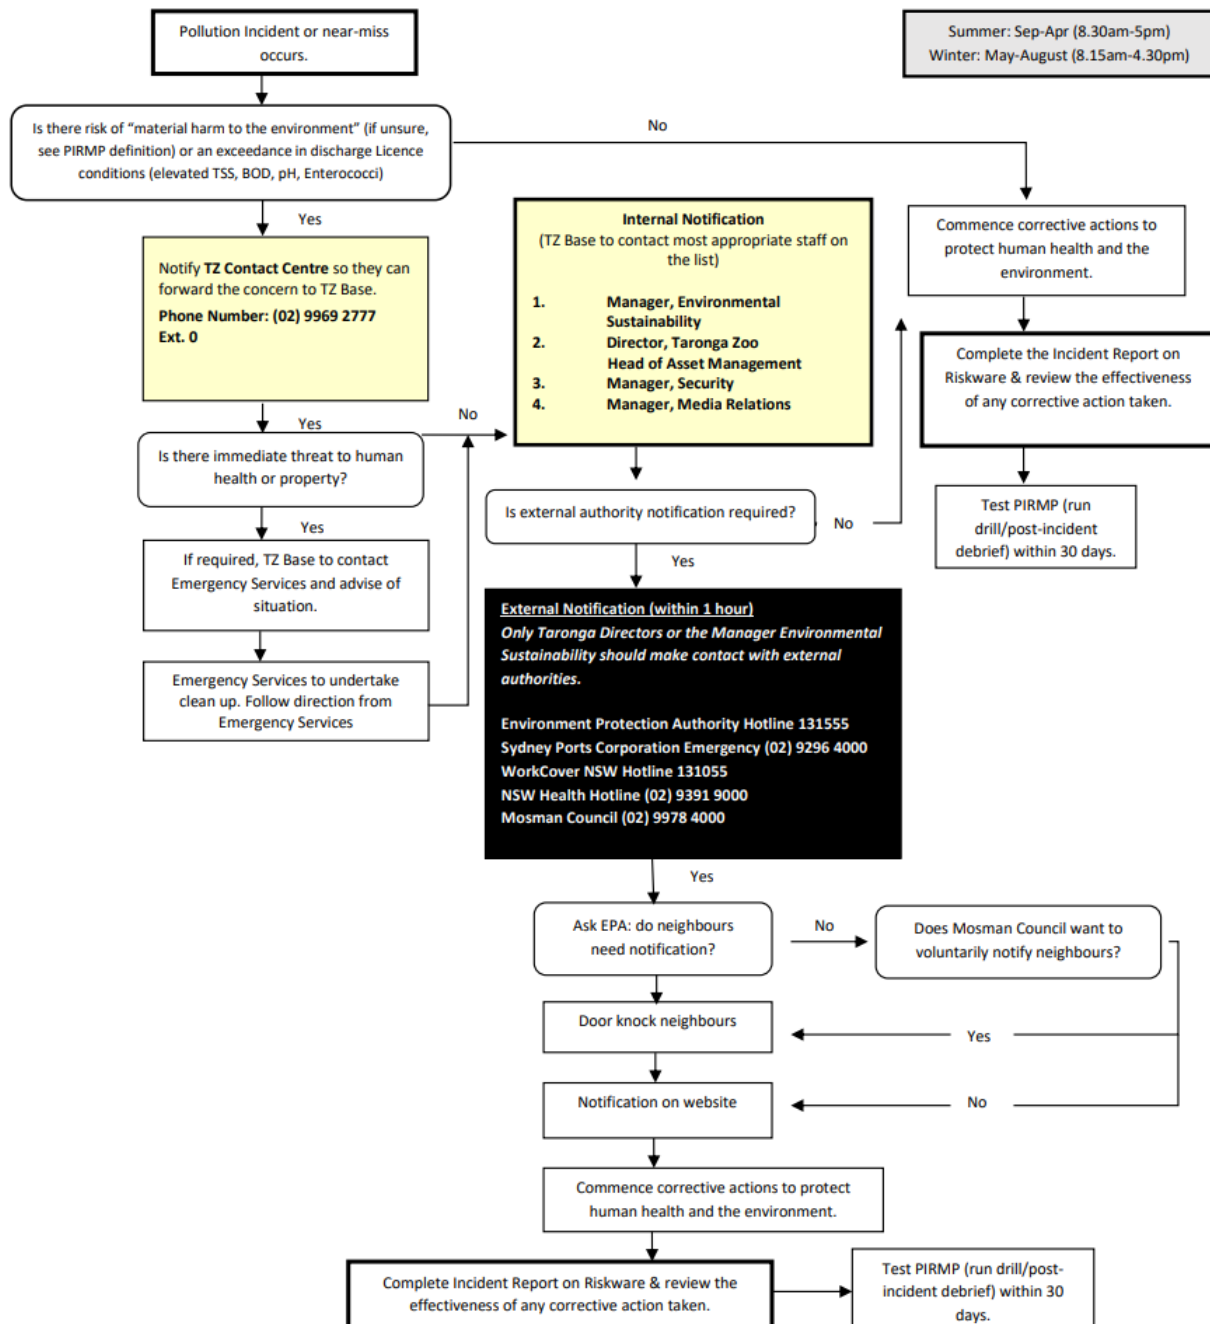 Pollution Incident or near-miss
occurs.
Summer: Sep-Apr (8.30am-5pm)
Winter: May-August (8.15am-4.30pm)
Is there risk of “material harm to the environment” (if unsure,
see PIRMP definition) or an exceedance in discharge Licence
conditions (elevated TSS, BOD, pH, Enterococci)
No
Yes
Commence corrective actions to
protect human health and the
environment.
Notify TZ Contact Centre so they can
forward the concern to TZ Base.
Phone Number: (02) 9969 2777
Ext. 0
Internal Notification
(TZ Base to contact most appropriate staff on
the list)
1. Manager, Environmental
Sustainability
2. Director, Taronga Zoo
Head of Asset Management
3. Manager, Security
4. Manager, Media Relations
Complete the Incident Report on
Riskware & review the effectiveness
of any corrective action taken.
Yes
No
Is there immediate threat to human
health or property?
Is external authority notification required?
No
Test PIRMP (run
drill/post-incident
debrief) within 30 days.
Yes
If required, TZ Base to contact
Emergency Services and advise of
situation.
Yes
Emergency Services to undertake
clean up. Follow direction from
Emergency Services
External Notification (within 1 hour)
Only Taronga Directors or the Manager Environmental
Sustainability should make contact with external
authorities.
Environment Protection Authority Hotline 131555
Sydney Ports Corporation Emergency (02) 9296 4000
WorkCover NSW Hotline 131055
NSW Health Hotline (02) 9391 9000
Mosman Council (02) 9978 4000
Yes
Ask EPA: do neighbours
need notification?
No
Does Mosman Council want to
voluntarily notify neighbours?
Door knock neighbours
Yes
Notification on website
No
Commence corrective actions to protect
human health and the environment.
Complete Incident Report on Riskware & review the
effectiveness of any corrective action taken.
Test PIRMP (run drill/post-
incident debrief) within 30
days.